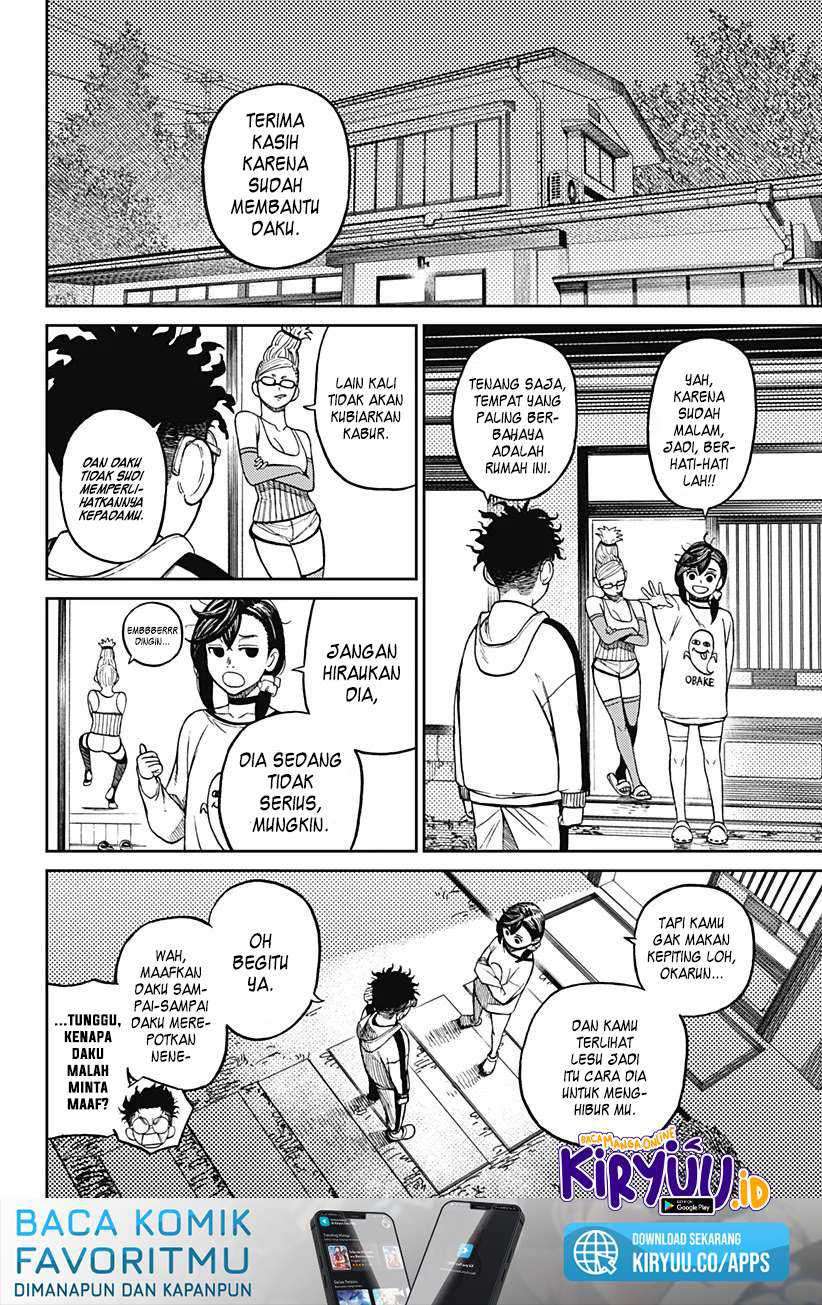 TERIMA
KASIH
KARENA
SUDAH
MEMBANTU
DAKU.
YAH,
KARENA
SUDAH
MALAM,
JADI, BER-
HATI-HATI
LAH!!
TENANG SAJA,
TEMPAT YANG
PALING BER-
BAHAYA
ADALAH
RUMAH INI.
OBAKE
LAIN KALI
TIDAK AKAN
KUBIARKAN
KABUR.
DAN DAKU
TIDAK SUDI
MEMPERLI-
HATKANNYA
KEPADAMU.
JANGAN
HIRAUKAN
DIA,
DIA SEDANG
TIDAK
SERIUS,
MUNGKIN.
EMBBBERRR
DINGIN...
TAPI KAMU
GAK MAKAN
KEPITING LOH,
OKARUN...
DAN KAMU
TERLIHAT
LESU JADI
ITU CARA DIA
UNTUK MENG-
HIBUR MU.
OH
BEGITU
YA.
WAH,
MAAFKAN
DAKU SAM-
PAI-SAMPAI
DAKU MERE-
POTKAN
NENE-
...TUNGGU,
KENAPA
DAKU
MALAH
MINTA
MAAF?
BACA MANGA ONLINE
KIRYUU.ID
Google Play
BACA KOMIK
FAVORITMU
DIMANAPUN DAN KAPANPUN
DOWNLOAD SEKARANG
KIRYUU.CO/APPS